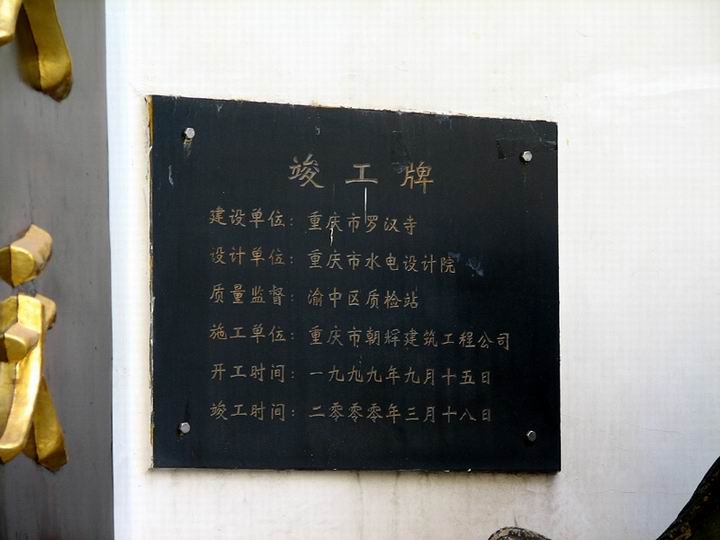 竣工牌
建设单位：重庆市罗汉寺
设计单位：重庆市水电设计院
质量监督：渝中区质检站
施工单位：重庆市朝辉建筑工程公司
开工时间：一九九九年九月十五日
竣工时间：二零零零年三月十八日